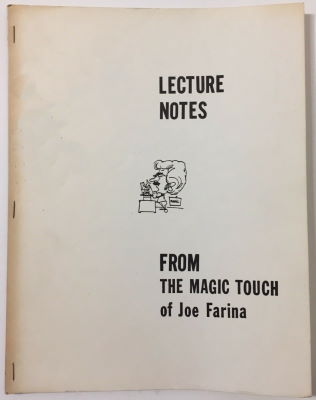 LECTURE
NOTES
FROM
THE MAGIC TOUCH
of Joe Farina